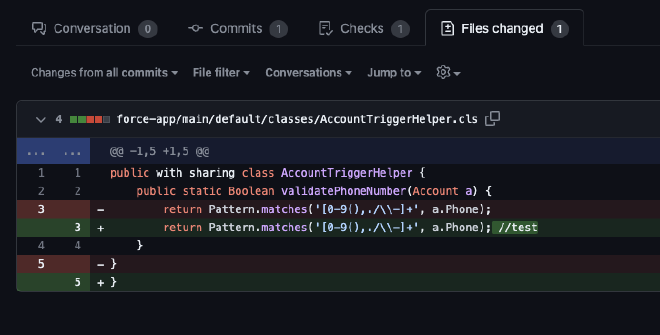 Conversation 0 Commits 1 Checks 1 Files changed 1
Changes from all commits File filter Conversations Jump to
4 force-app/main/default/classes/AccountTriggerHelper.cls
... ... @@ -1,5 +1,5 @@
1 1 public with sharing class AccountTriggerHelper {
2 2 public static Boolean validatePhoneNumber(Account a) {
3 - return Pattern.matches('[0-9(),./\\-]+', a.Phone);
3 + return Pattern.matches('[0-9(),./\\-]+', a.Phone); //test
4 4 }
5 - }
5 + }